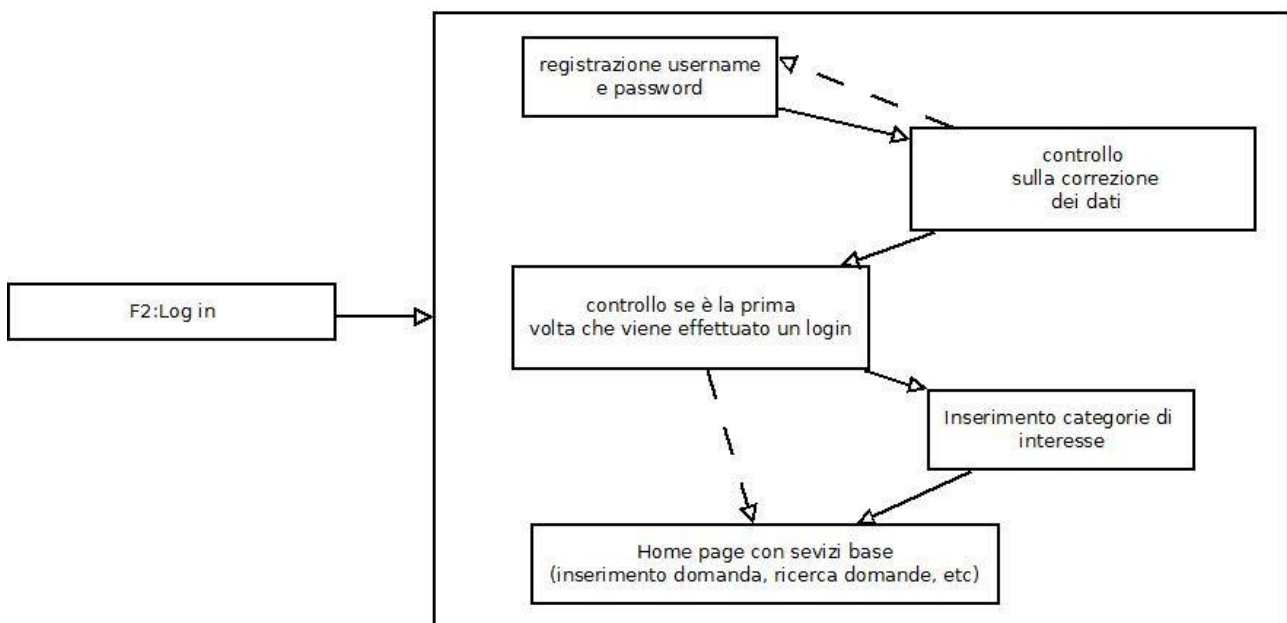 registrazione username
e password
controllo
sulla correzione
dei dati
F2:Log in
controllo se è la prima
volta che viene effettuato un login
Inserimento categorie di
interesse
Home page con sevizi base
(inserimento domanda, ricerca domande, etc)